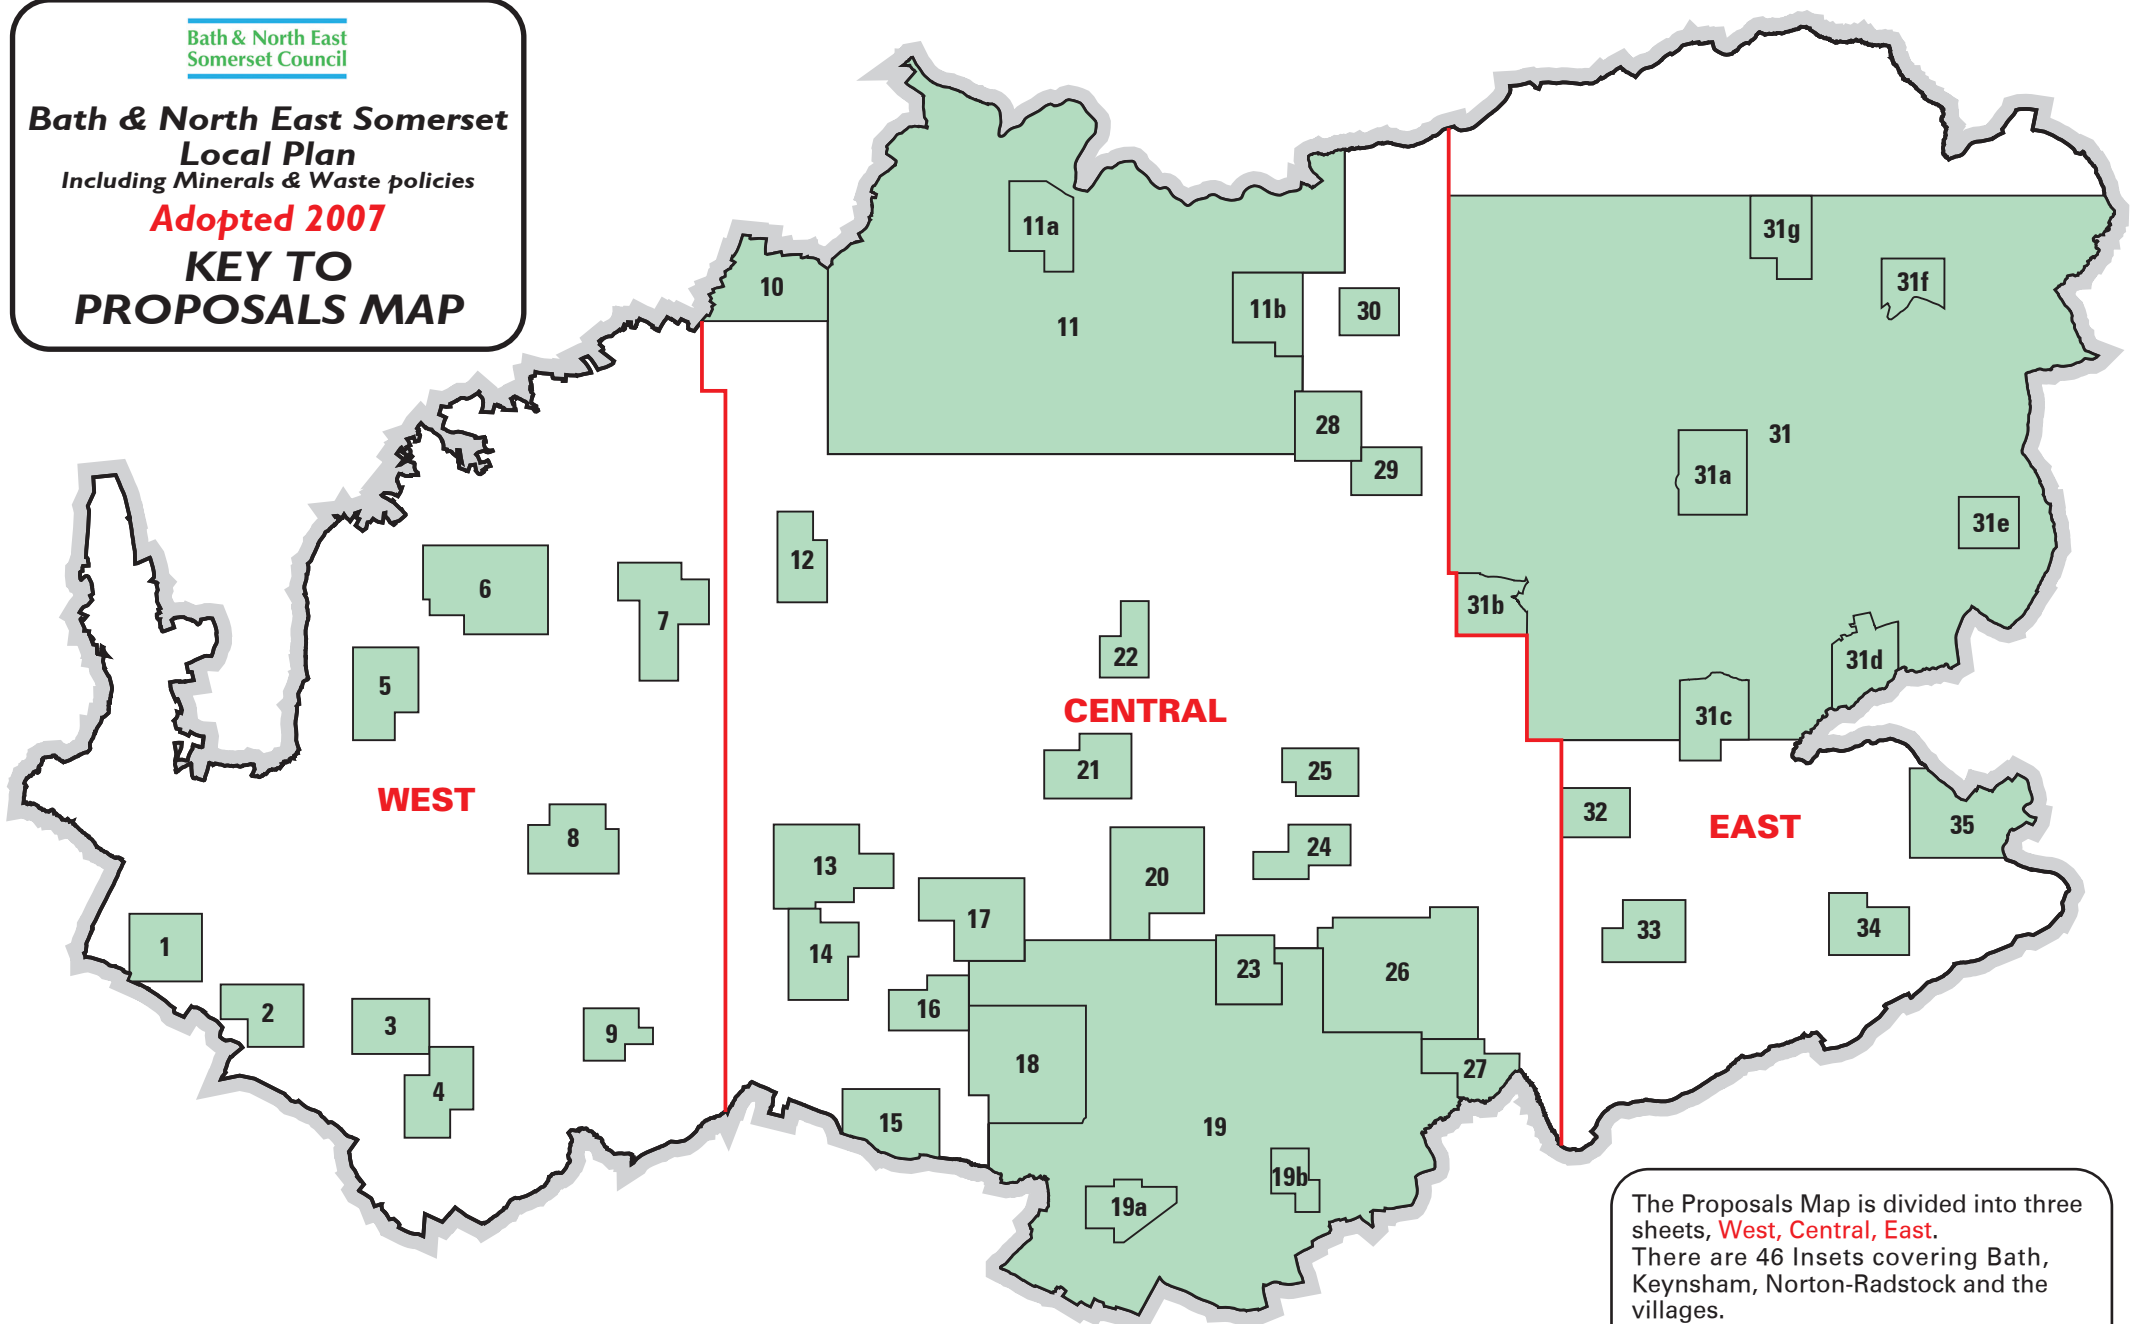 Bath & North East
Somerset Council
Bath & North East Somerset
Local Plan
Including Minerals & Waste policies
Adopted 2007
KEY TO
PROPOSALS MAP
11a
31g
10
31f
11b
30
11
28
31
29
31a
31e
12
6
31b
7
22
31d
5
CENTRAL
31c
21
25
WEST
32
EAST
35
8
24
13
20
17
34
33
1
14
23
26
16
2
3
9
18
27
4
15
19
19b
19a
The Proposals Map is divided into three
sheets, West, Central, East.
There are 46 Insets covering Bath,
Keynsham, Norton-Radstock and the
villages.